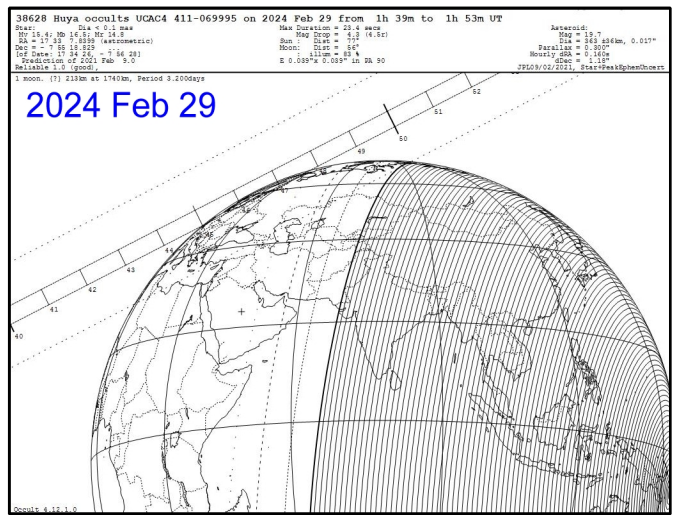 38628 Huya occults UCAC4 411-069995 on 2024 Feb 29 from 1h 39m to 1h 53m UT
Star: Dia < 0.1 mas
Mv 15.4; Mb 16.5; Mr 14.8
RA = 17 33 7.8399 (astrometric)
Dec = - 7 55 18.829
[of Date: 17 34 26, - 7 56 28]
Prediction of 2021 Feb 9.0
Reliable 1.0 (good),
Max Duration = 23.4 secs
Mag Drop = 4.3 (4.5r)
Sun : Dist = 77°
Moon: Dist = 56°
: illum = 83 %
E 0.039"x 0.039" in PA 90
Asteroid:
Mag = 19.7
Dia = 363 ±36km, 0.017"
Parallax = 0.300"
Hourly dRA = 0.160s
dDec = 1.18"
JPL09/02/2021, Star+PeakEphemUncert
1 moon. (?) 213km at 1740km, Period 3.200days
2024 Feb 29
52
51
50
49
47
46
45
44
43
42
41
40
Occult 4.12.1.0